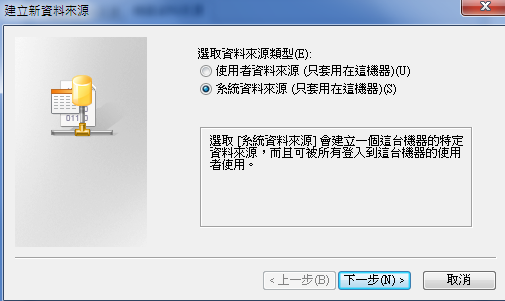 建立新資料來源
選取資料來源類型(E):
使用者資料來源 (只套用在這機器)(U)
系統資料來源 (只套用在這機器)(S)
選取 [系統資料來源] 會建立一個這台機器的特定
資料來源，而且可被所有登入到這台機器的使用
者使用。
< 上一步(B)
下一步(N) >
取消